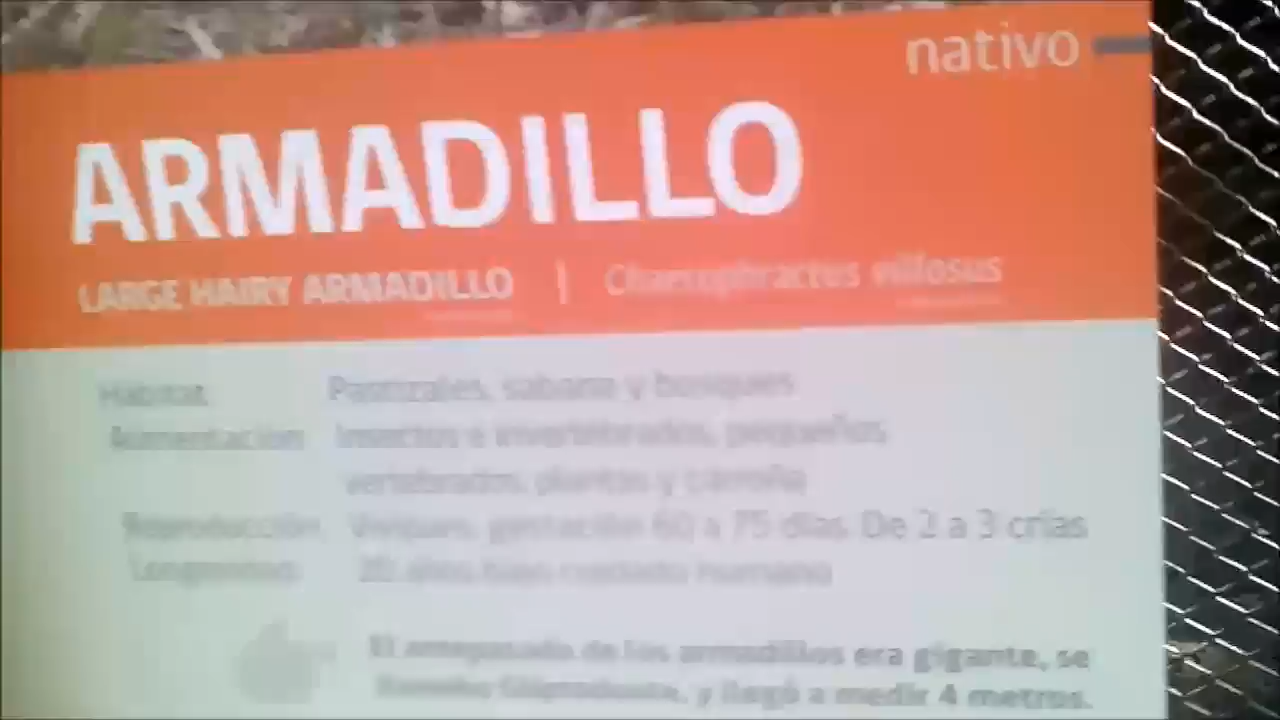 nativo
ARMADILLO
LARGE HAIRY ARMADILLO | Chaetophractus villosus
Hábitat Pastizales, sabana y bosques
Alimentación Insectos e invertebrados, pequeños
vertebrados, plantas y carroña
Reproducción Vivíparo, gestación 60 a 75 días. De 2 a 3 crías
Longevidad años bajo cuidado humano
El antepasado de los armadillos era gigante, se
llamaba y llegó a medir 4 metros.